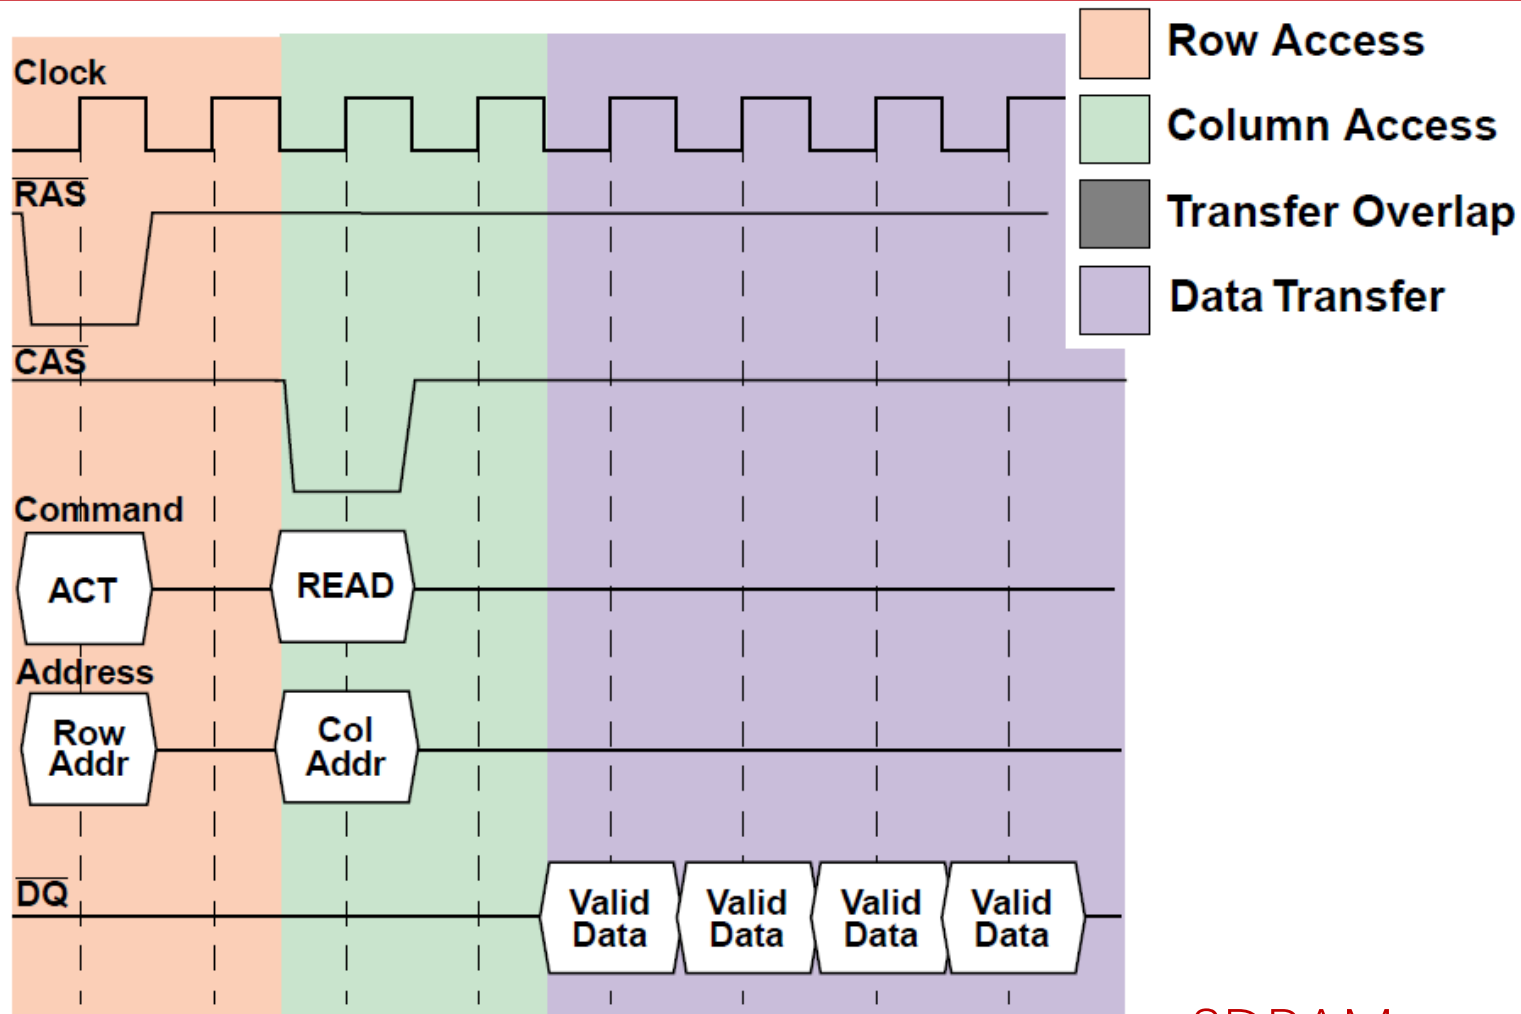 Clock
RAS
CAS
Command
ACT
READ
Address
Row
Addr
Col
Addr
DQ
Valid
Data
Valid
Data
Valid
Data
Valid
Data
Row Access
Column Access
Transfer Overlap
Data Transfer
SDRAM